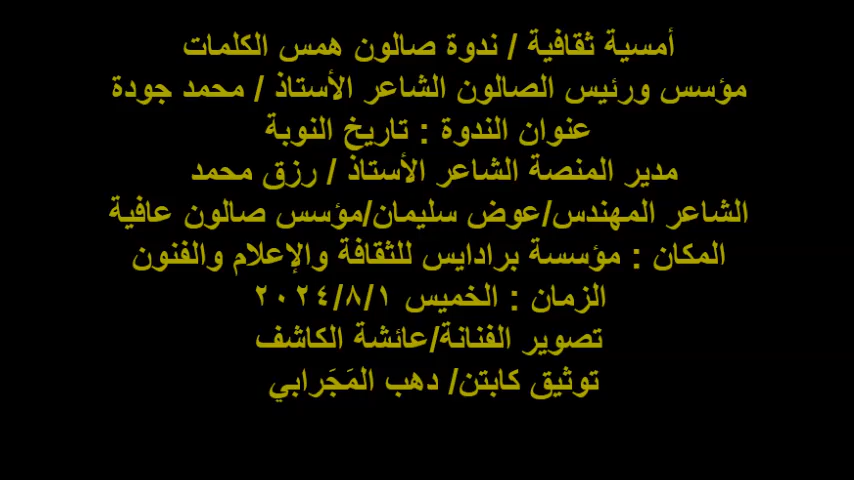 أمسية ثقافية / ندوة صالون همس الكلمات
مؤسس ورئيس الصالون الشاعر الأستاذ / محمد جودة
عنوان الندوة : تاريخ النوبة
مدير المنصة الشاعر الأستاذ / رزق محمد
الشاعر المهندس/عوض سليمان/مؤسس صالون عافية
المكان : مؤسسة برادايس للثقافة والإعلام والفنون
الزمان : الخميس ٢٠٢٤/٨/١
تصوير الفنانة/عائشة الكاشف
توثيق كابتن/ دهب المَجَرابي